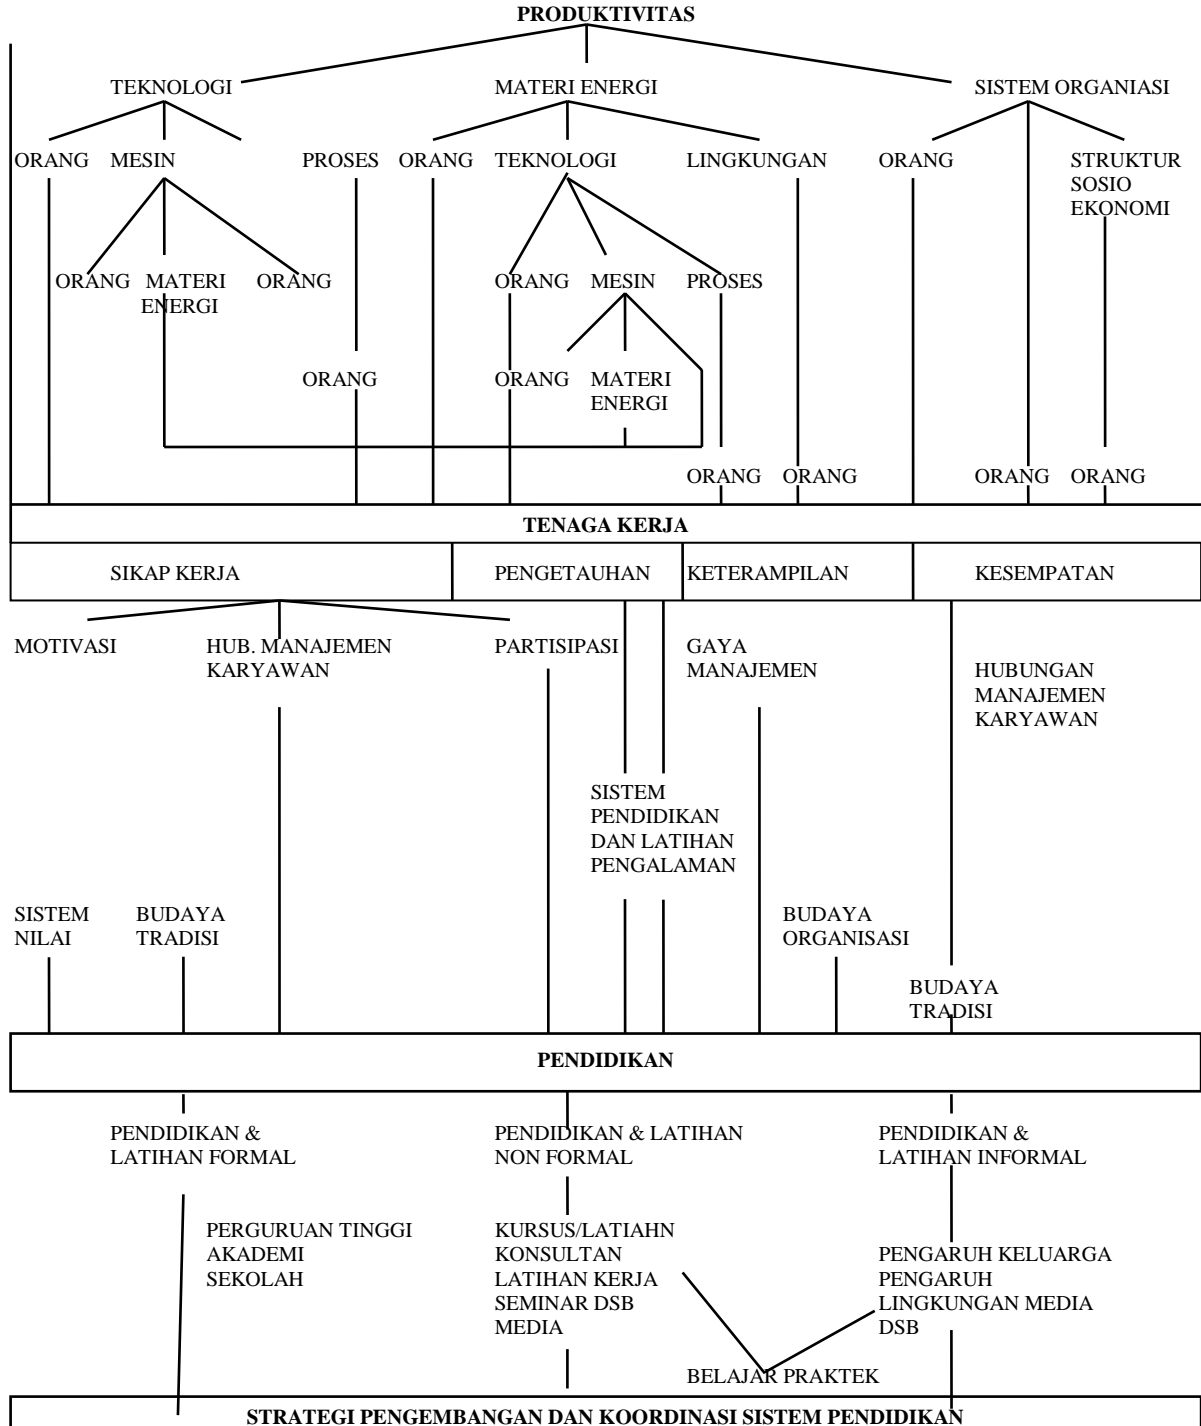 PRODUKTIVITAS
TEKNOLOGI
MATERI ENERGI
SISTEM ORGANIASI
ORANG
MESIN
PROSES
ORANG
TEKNOLOGI
LINGKUNGAN
ORANG
STRUKTUR
SOSIO
EKONOMI
ORANG
MATERI
ENERGI
ORANG
ORANG
MESIN
PROSES
ORANG
ORANG
MATERI
ENERGI
ORANG
ORANG
ORANG
ORANG
TENAGA KERJA
SIKAP KERJA
PENGETAHUAN
KETERAMPILAN
KESEMPATAN
MOTIVASI
HUB. MANAJEMEN
KARYAWAN
PARTISIPASI
GAYA
MANAJEMEN
HUBUNGAN
MANAJEMEN
KARYAWAN
SISTEM
PENDIDIKAN
DAN LATIHAN
PENGALAMAN
SISTEM
NILAI
BUDAYA
TRADISI
BUDAYA
ORGANISASI
BUDAYA
TRADISI
PENDIDIKAN
PENDIDIKAN &
LATIHAN FORMAL
PENDIDIKAN & LATIHAN
NON FORMAL
PENDIDIKAN &
LATIHAN INFORMAL
PERGURUAN TINGGI
AKADEMI
SEKOLAH
KURSUS/LATIAHN
KONSULTAN
LATIHAN KERJA
SEMINAR DSB
MEDIA
PENGARUH KELUARGA
PENGARUH
LINGKUNGAN MEDIA
DSB
BELAJAR PRAKTEK
STRATEGI PENGEMBANGAN DAN KOORDINASI SISTEM PENDIDIKAN